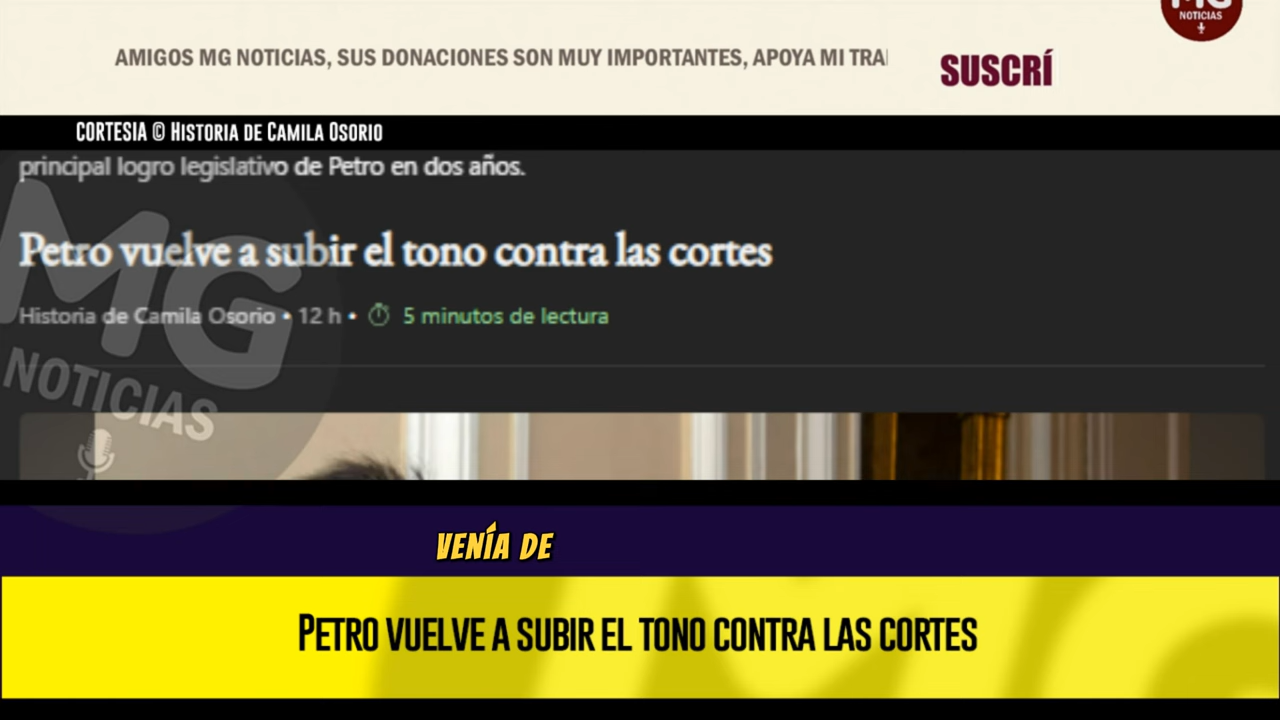 MG
NOTICIAS
AMIGOS MG NOTICIAS, SUS DONACIONES SON MUY IMPORTANTES, APOYA MI
SUSCRÍ
CORTESIA © HISTORIA DE CAMILA OSORIO
principal logro legislativo de Petro en dos años.
Petro vuelve a subir el tono contra las cortes
Historia de Camila Osorio • 12 h • 5 minutos de lectura
MG
NOTICIAS
VENÍA DE
PETRO VUELVE A SUBIR EL TONO CONTRA LAS CORTES